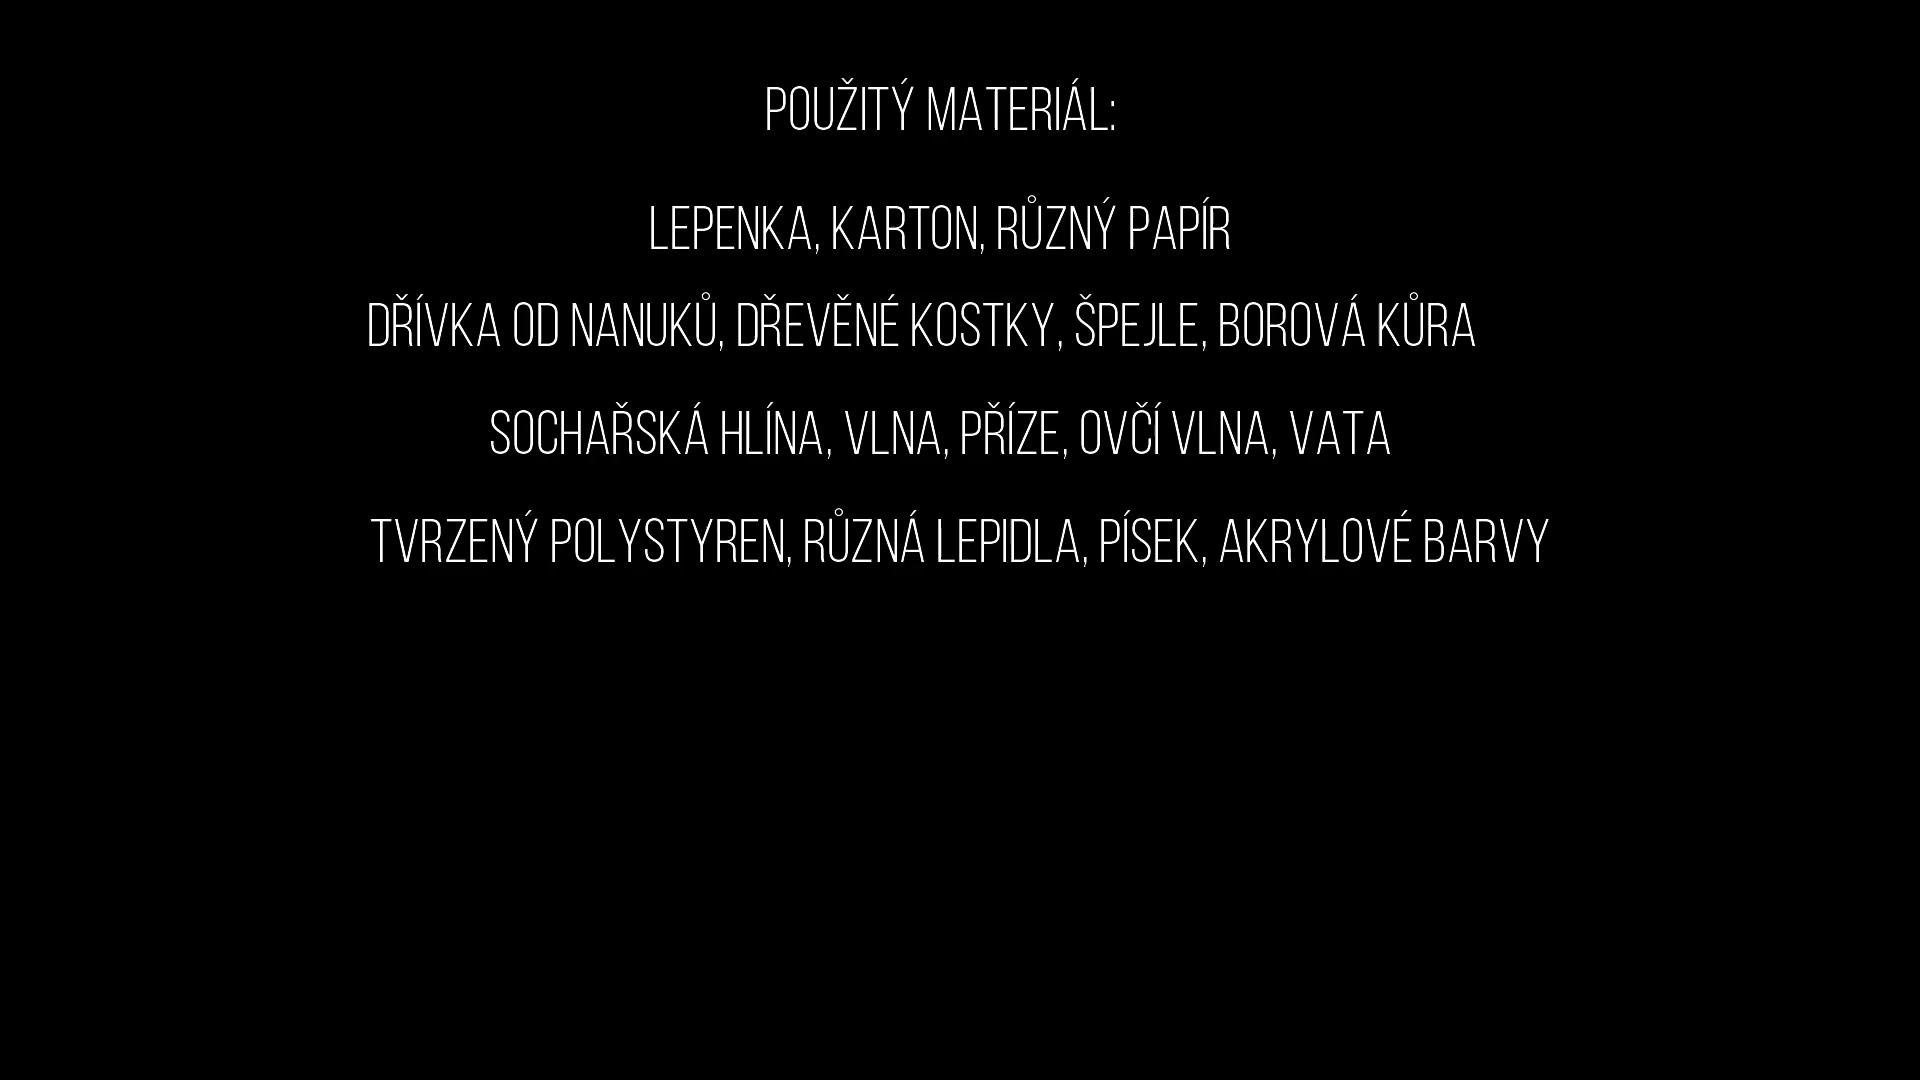 POUŽITÝ MATERIÁL:
LEPENKA, KARTON, RŮZNÝ PAPÍR
DŘÍVKA OD NANUKŮ, DŘEVĚNÉ KOSTKY, ŠPEJLE, BOROVÁ KŮRA
SOCHAŘSKÁ HLÍNA, VLNA, PŘÍZE, OVČÍ VLNA, VATA
TVRZENÝ POLYSTYREN, RŮZNÁ LEPIDLA, PÍSEK, AKRYLOVÉ BARVY